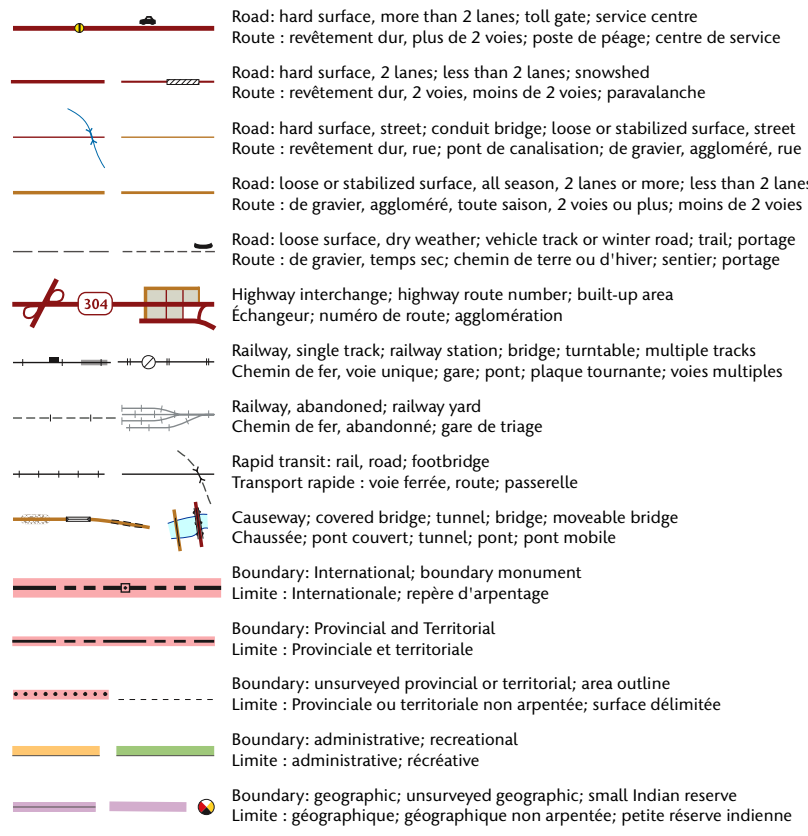 Road: hard surface, more than 2 lanes; toll gate; service centre
Route : revêtement dur, plus de 2 voies; poste de péage; centre de service
Road: hard surface, 2 lanes; less than 2 lanes; snowshed
Route : revêtement dur, 2 voies, moins de 2 voies; paravalanche
Road: hard surface, street; conduit bridge; loose or stabilized surface, street
Route : revêtement dur, rue; pont de canalisation; de gravier, aggloméré, rue
Road: loose or stabilized surface, all season, 2 lanes or more; less than 2 lanes
Route : de gravier, aggloméré, toute saison, 2 voies ou plus; moins de 2 voies
Road: loose surface, dry weather; vehicle track or winter road; trail; portage
Route : de gravier, temps sec; chemin de terre ou d'hiver; sentier; portage
304
Highway interchange; highway route number; built-up area
Échangeur; numéro de route; agglomération
Railway, single track; railway station; bridge; turntable; multiple tracks
Chemin de fer, voie unique; gare; pont; plaque tournante; voies multiples
Railway, abandoned; railway yard
Chemin de fer, abandonné; gare de triage
Rapid transit: rail, road; footbridge
Transport rapide : voie ferrée, route; passerelle
Causeway; covered bridge; tunnel; bridge; moveable bridge
Chaussée; pont couvert; tunnel; pont; pont mobile
Boundary: International; boundary monument
Limite : Internationale; repère d'arpentage
Boundary: Provincial and Territorial
Limite : Provinciale et territoriale
Boundary: unsurveyed provincial or territorial; area outline
Limite : Provinciale ou territoriale non arpentée; surface délimitée
Boundary: administrative; recreational
Limite : administrative; récréative
Boundary: geographic; unsurveyed geographic; small Indian reserve
Limite : géographique; géographique non arpentée; petite réserve indienne